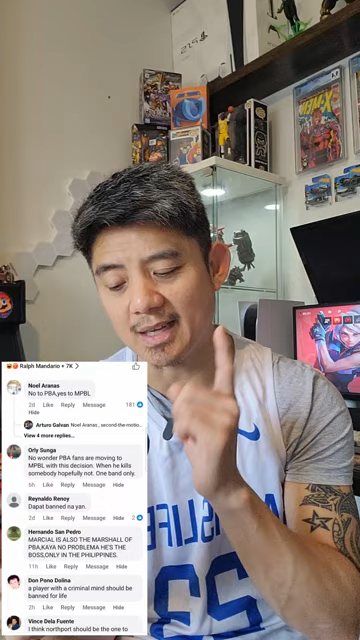 Ralph Mandario + 7K >
Noel Aranas
No to PBA,yes to MPBL
2d Like Reply Message 181
Hide
Arturo Galvan Noel Aranas , second the motio...
View 4 more replies...
Orly Sunga
No wonder PBA fans are moving to
MPBL with this decision. When he kills
somebody hopefully not. One band only.
6h Like Reply Message Hide
Reynaldo Renoy
Dapat banned na yan.
2d Like Reply Message Hide 2
Hernando San Pedro
MARCIAL IS ALSO THE MARSHALL OF
PBA,KAYA NO PROBLEMA HE'S THE
BOSS,ONLY IN THE PHILIPPINES.
11h Like Reply Message Hide
Don Pono Dolina
a player with a criminal mind should be
banned for life
2h Like Reply Message Hide
Vince Dela Fuente
I think northport should be the one to
X-MEN